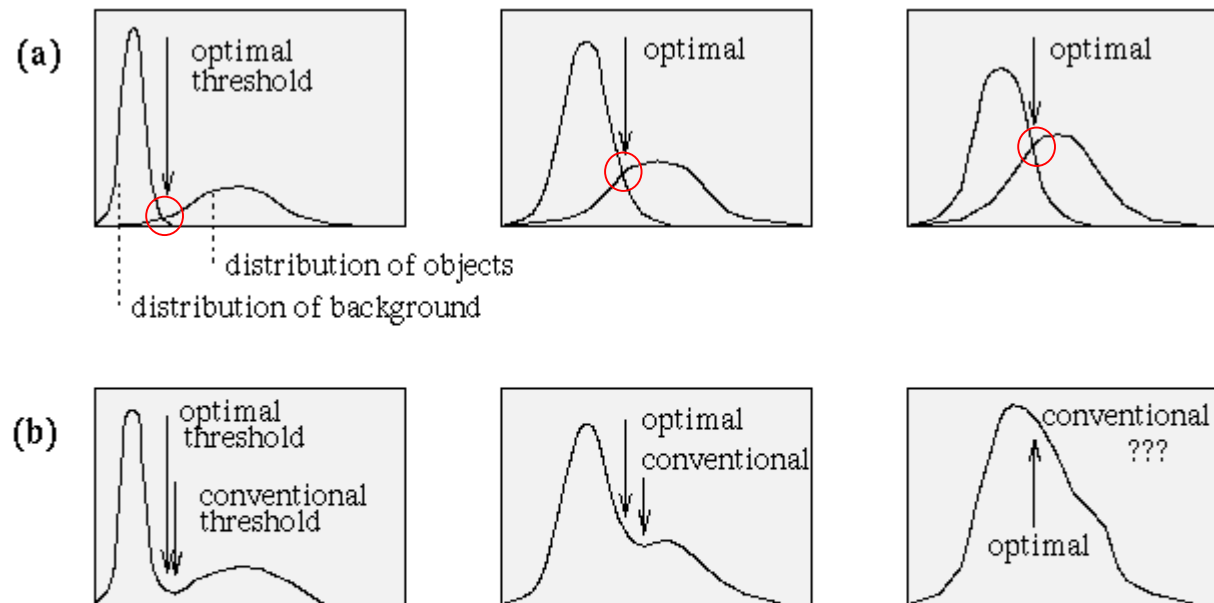 (a)
optimal
threshold
optimal
optimal
distribution of objects
distribution of background
(b)
optimal
threshold
conventional
threshold
optimal
conventional
conventional
???
optimal